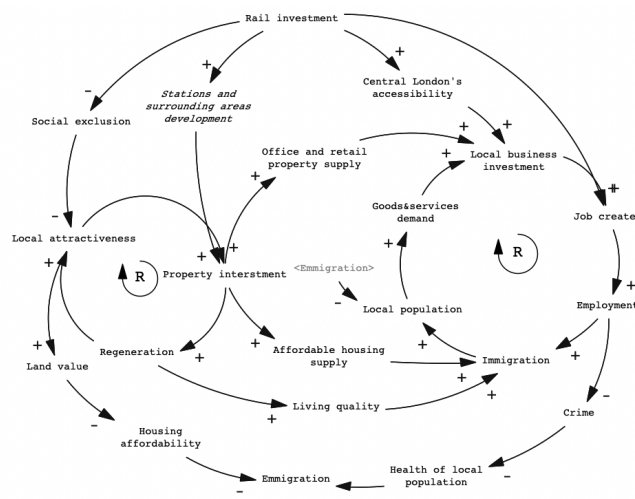 Rail investment
+
+
-
Stations and
surrounding areas
development
Central London's
accessibility
Social exclusion
+
+
Office and retail
property supply
+
Local business
investment
+
Goods&services
demand
+
Job create
-
Local attractiveness
+
+
+
R
Property interstment
<Emmigration>
R
+
-
Local population
+
Employment
+
Land value
Regeneration
+
+
Affordable housing
supply
+
Immigration
+
+
+
Living quality
+
-
Crime
-
Housing
affordability
Emmigration
-
Health of local
population
-